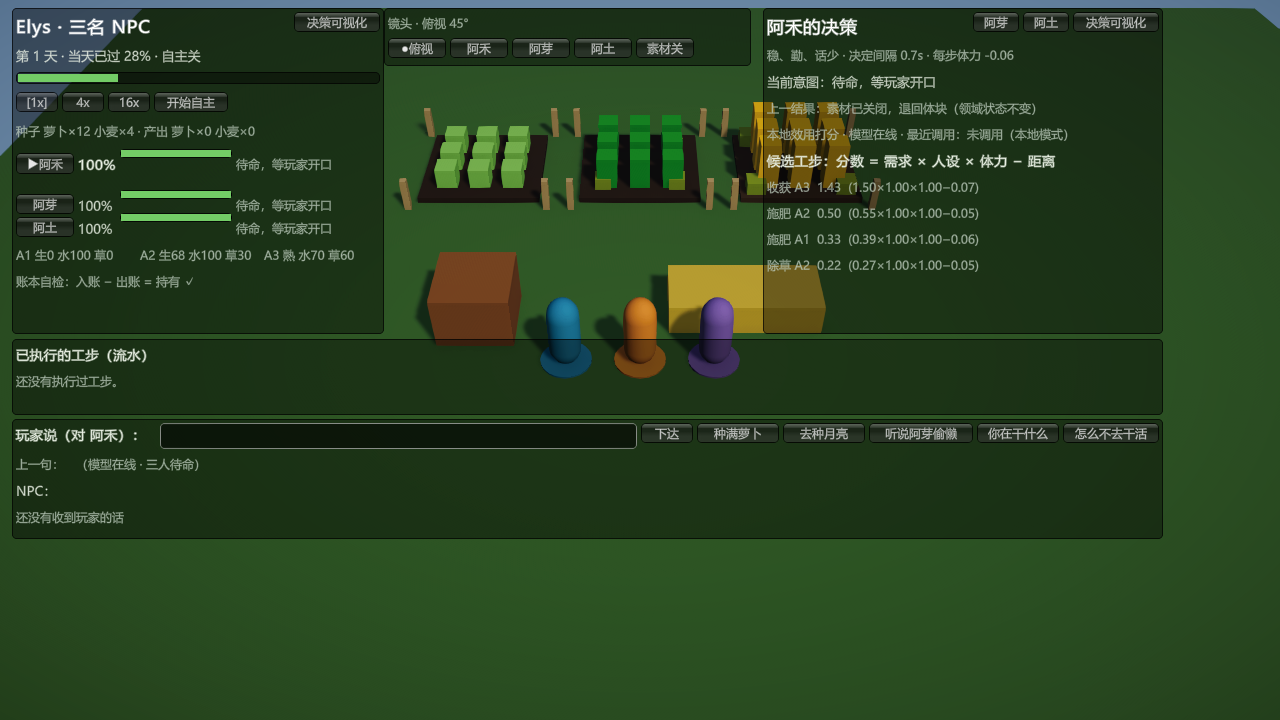 Elys · 三名 NPC
决策可视化
第 1 天 · 当天已过 28% · 自主关
[1x]
4x
16x
开始自主
种子 萝卜×12 小麦×4 · 产出 萝卜×0 小麦×0
▶阿禾
100%
待命，等玩家开口
阿芽
100%
待命，等玩家开口
阿土
100%
待命，等玩家开口
A1 生0 水100 草0
A2 生68 水100 草30
A3 熟 水70 草60
账本自检：入账 − 出账 = 持有 ✓
镜头 · 俯视 45°
●俯视
阿禾
阿芽
阿土
素材关
阿禾的决策
阿芽
阿土
决策可视化
稳、勤、话少 · 决定间隔 0.7s · 每步体力 -0.06
当前意图：待命，等玩家开口
上一结果：素材已关闭，退回体块（领域状态不变）
本地效用打分 · 模型在线 · 最近调用：未调用（本地模式）
候选工步：分数 = 需求 × 人设 × 体力 − 距离
收获 A3 1.43 (1.50×1.00×1.00−0.07)
施肥 A2 0.50 (0.55×1.00×1.00−0.05)
施肥 A1 0.33 (0.39×1.00×1.00−0.06)
除草 A2 0.22 (0.27×1.00×1.00−0.05)
已执行的工步（流水）
还没有执行过工步。
玩家说（对 阿禾）：
下达
种满萝卜
去种月亮
听说阿芽偷懒
你在干什么
怎么不去干活
上一句： （模型在线 · 三人待命）
NPC:
还没有收到玩家的话